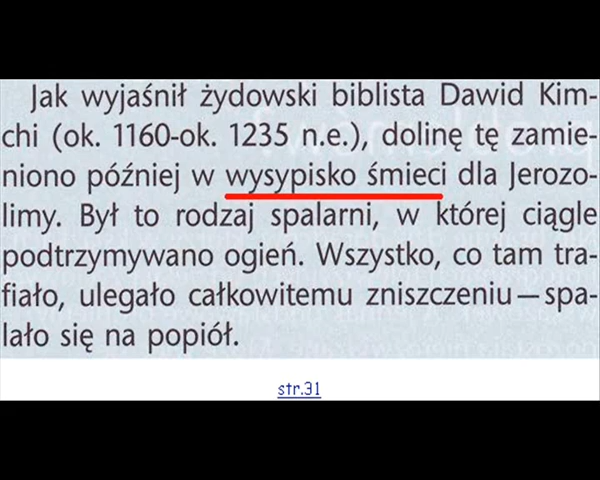 Jak wyjaśnił żydowski biblista Dawid Kim-
chi (ok. 1160-ok. 1235 n.e.), dolinę tę zamie-
niono później w wysypisko śmieci dla Jerozo-
limy. Był to rodzaj spalarni, w której ciągle
podtrzymywano ogień. Wszystko, co tam tra-
fiało, ulegało całkowitemu zniszczeniu—spa-
lało się na popiół.
str.31